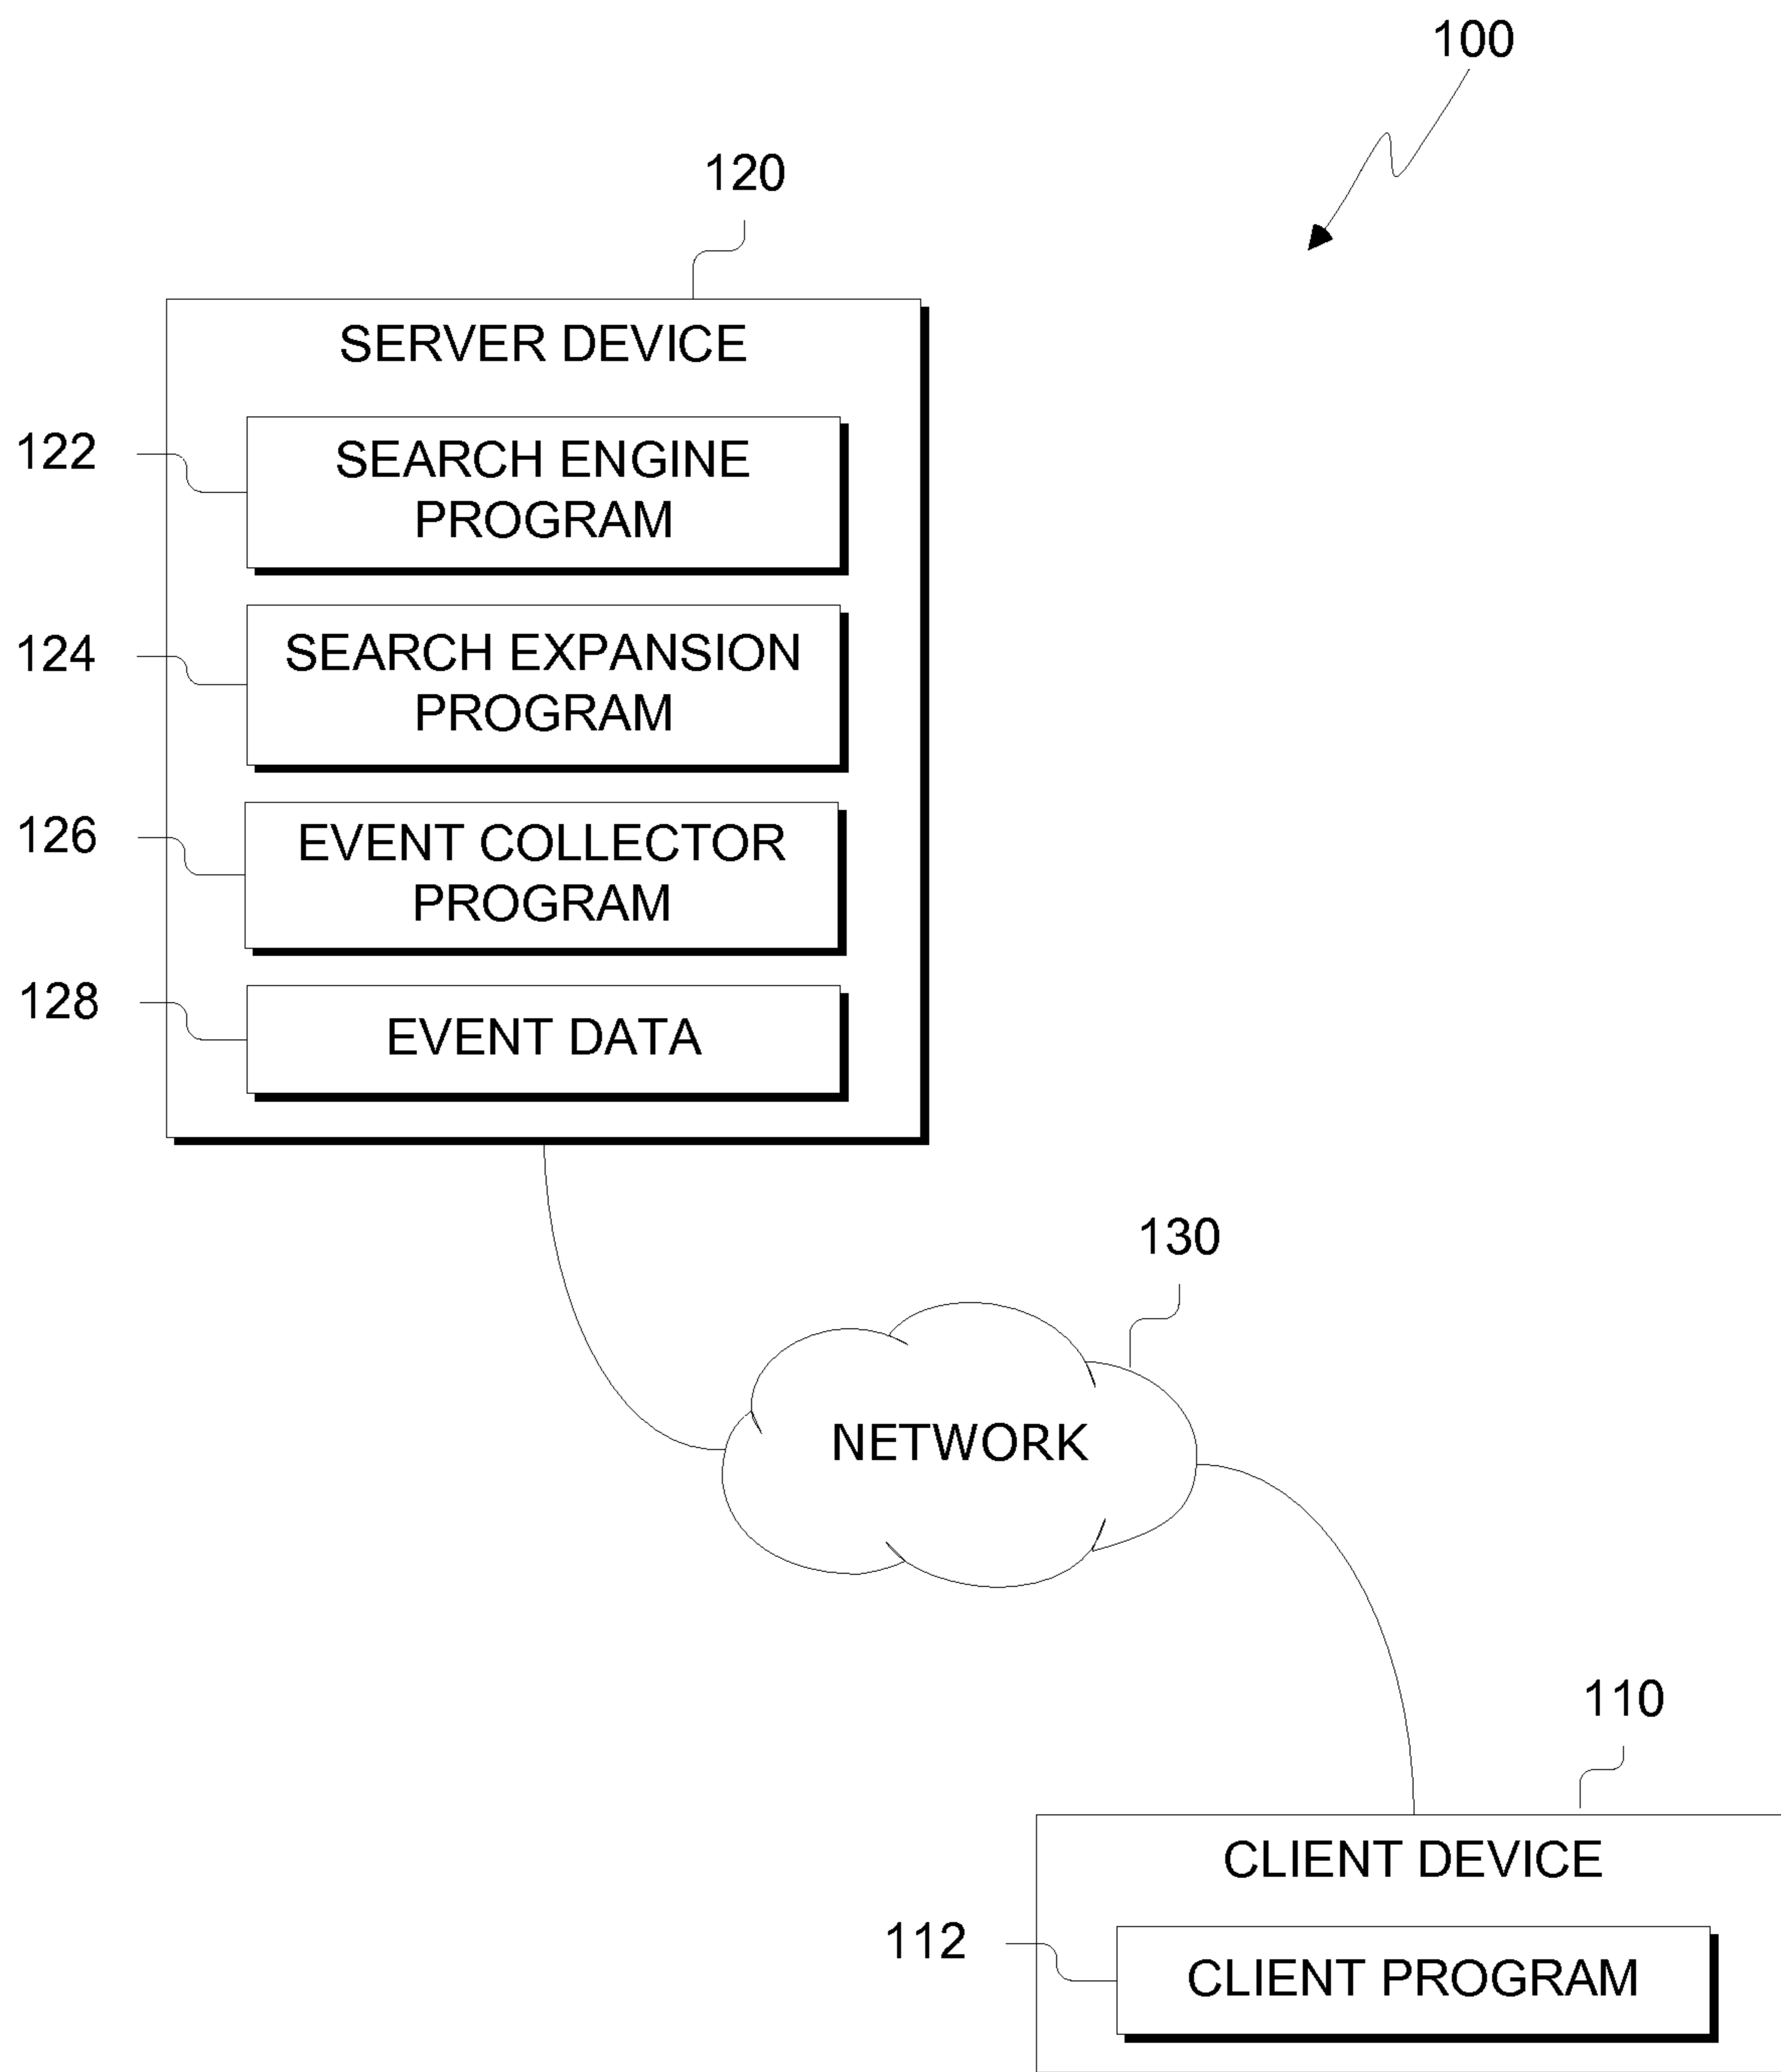 100
120
SERVER DEVICE
122
SEARCH ENGINE
PROGRAM
124
SEARCH EXPANSION
PROGRAM
126
EVENT COLLECTOR
PROGRAM
128
EVENT DATA
130
NETWORK
110
CLIENT DEVICE
112
CLIENT PROGRAM